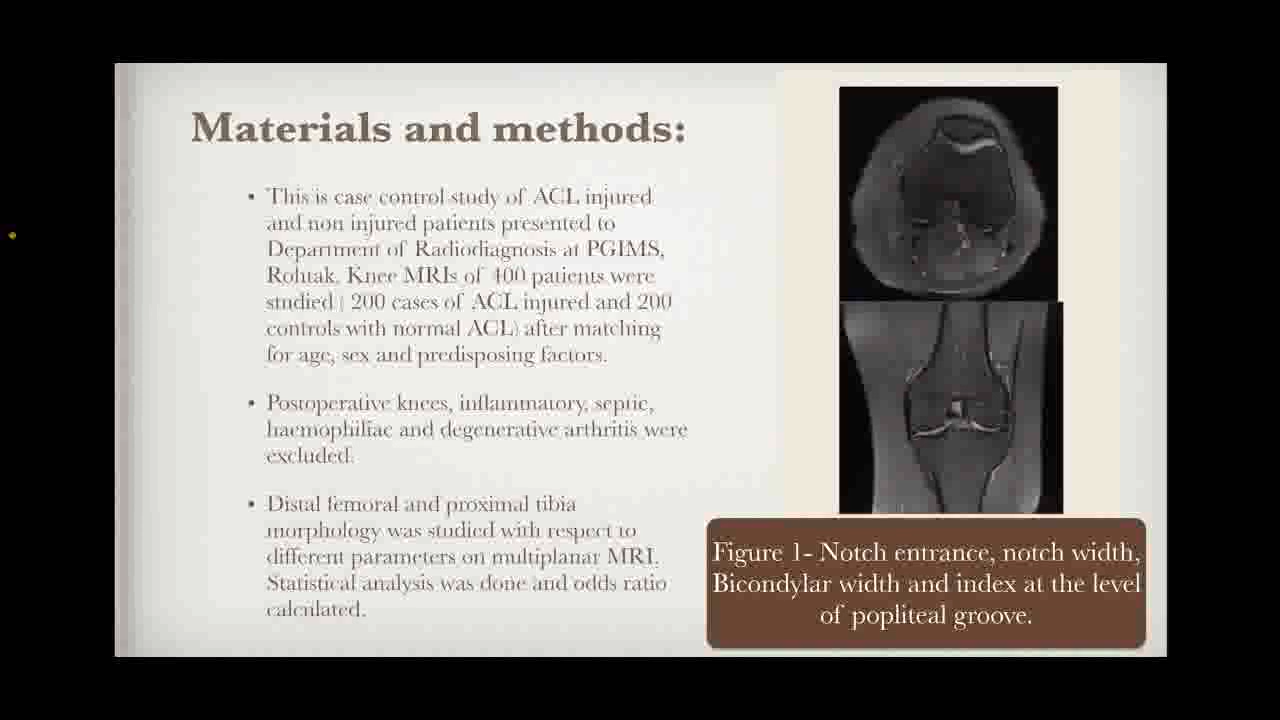 Materials and methods:
• This is case control study of ACL injured
and non injured patients presented to
Department of Radiodiagnosis at PGIMS,
Rohtak. Knee MRIs of 400 patients were
studied ( 200 cases of ACL injured and 200
controls with normal ACL) after matching
for age, sex and predisposing factors.
• Postoperative knees, inflammatory, septic,
haemophiliac and degenerative arthritis were
excluded.
• Distal femoral and proximal tibia
morphology was studied with respect to
different parameters on multiplanar MRI.
Statistical analysis was done and odds ratio
calculated.
Figure 1- Notch entrance, notch width,
Bicondylar width and index at the level
of popliteal groove.